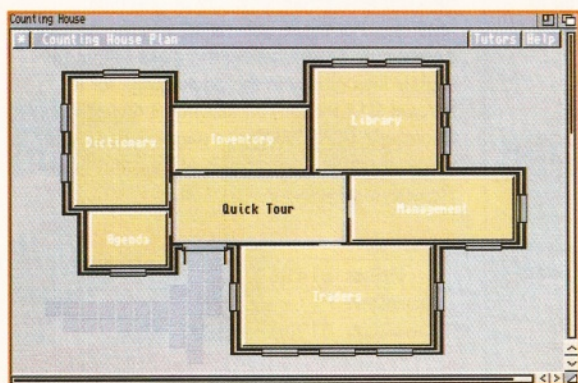 Counting House
* Counting House Plan Tutors Help
Dictionary Inventory Library
Quick Tour Management
Agenda
Traders